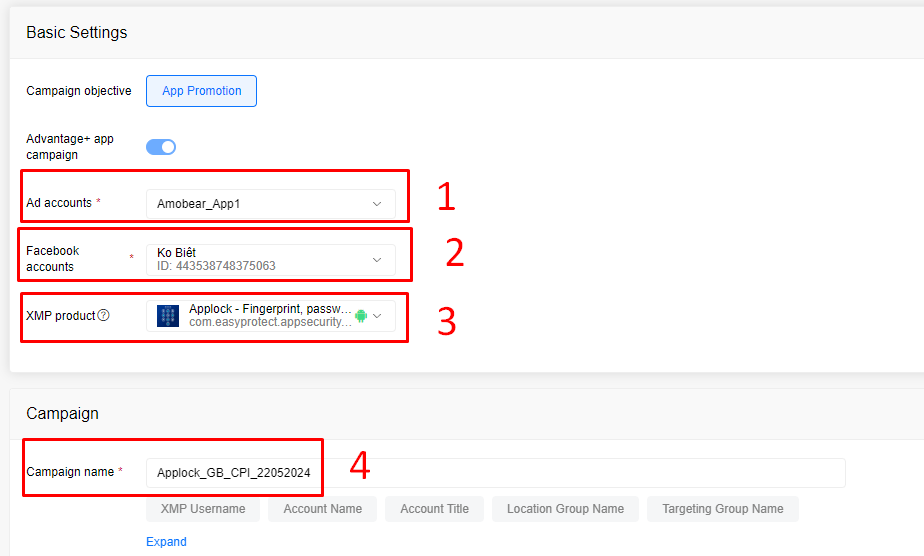 Basic Settings
Campaign objective
App Promotion
Advantage+ app
campaign
Ad accounts *
Amobear_App1
1
Facebook
accounts
*
Ko Biêt
ID: 443538748375063
2
XMP product
Applock - Fingerprint, passw...
com.easyprotect.appsecurity...
3
Campaign
Campaign name *
Applock_GB_CPI_22052024
4
XMP Username
Account Name
Account Title
Location Group Name
Targeting Group Name
Expand